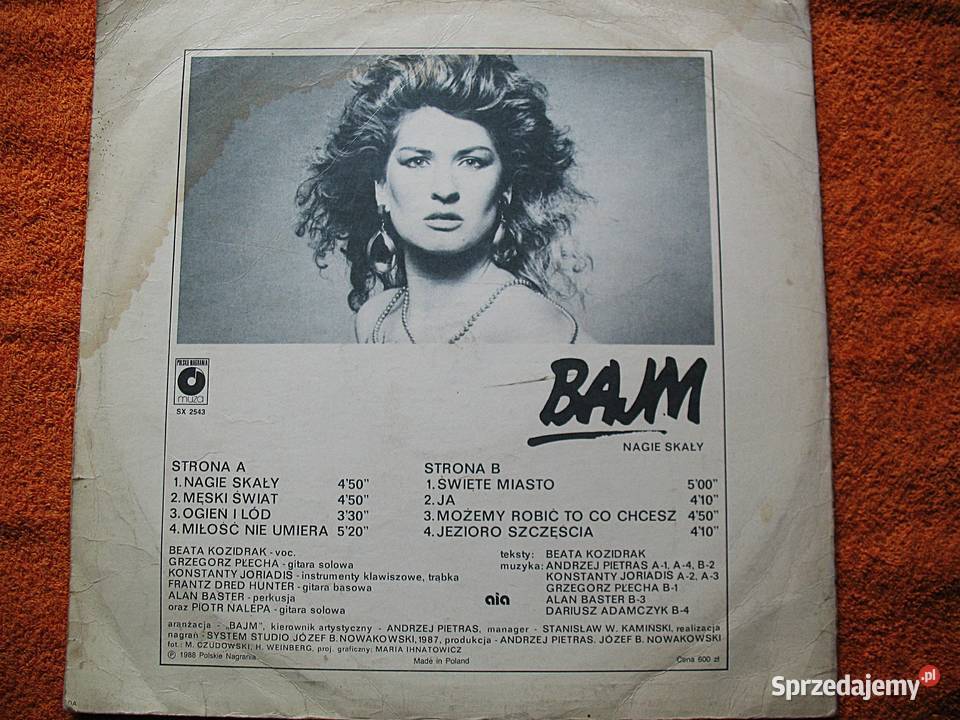 POLSKIE NAGRANIA
muza
SX 2543
BAJM
NAGIE SKAŁY
STRONA A
1. NAGIE SKAŁY 4'50"
2. MĘSKI ŚWIAT 4'50"
3. OGIEŃ I LÓD 3'30"
4. MIŁOŚĆ NIE UMIERA 5'20"
STRONA B
1. ŚWIĘTE MIASTO 5'00"
2. JA 4'10"
3. MOŻEMY ROBIĆ TO CO CHCESZ 4'50"
4. JEZIORO SZCZĘŚCIA 4'10"
BEATA KOZIDRAK - voc.
GRZEGORZ PŁECHA - gitara solowa
KONSTANTY JORIADIS - instrumenty klawiszowe, trąbka
FRANTZ DRED HUNTER - gitara basowa
ALAN BASTER - perkusja
oraz PIOTR NALEPA - gitara solowa
aia
teksty: BEATA KOZIDRAK
muzyka: ANDRZEJ PIETRAS A-1, A-4, B-2
KONSTANTY JORIADIS A-2, A-3
GRZEGORZ PŁECHA B-1
ALAN BASTER B-3
DARIUSZ ADAMCZYK B-4
aranżacja - „BAJM", kierownik artystyczny - ANDRZEJ PIETRAS, manager - STANISŁAW W. KAMIŃSKI, realizacja
nagrań - SYSTEM STUDIO JÓZEF B. NOWAKOWSKI, 1987, produkcja - ANDRZEJ PIETRAS. JÓZEF B. NOWAKOWSKI
fot.: M. CZUDOWSKI, H. WEINBERG, proj. graficzny: MARIA IHNATOWICZ
Ⓟ 1988 Polskie Nagrania
Made in Poland
Cena 600 zł
Sprzedajemy.pl